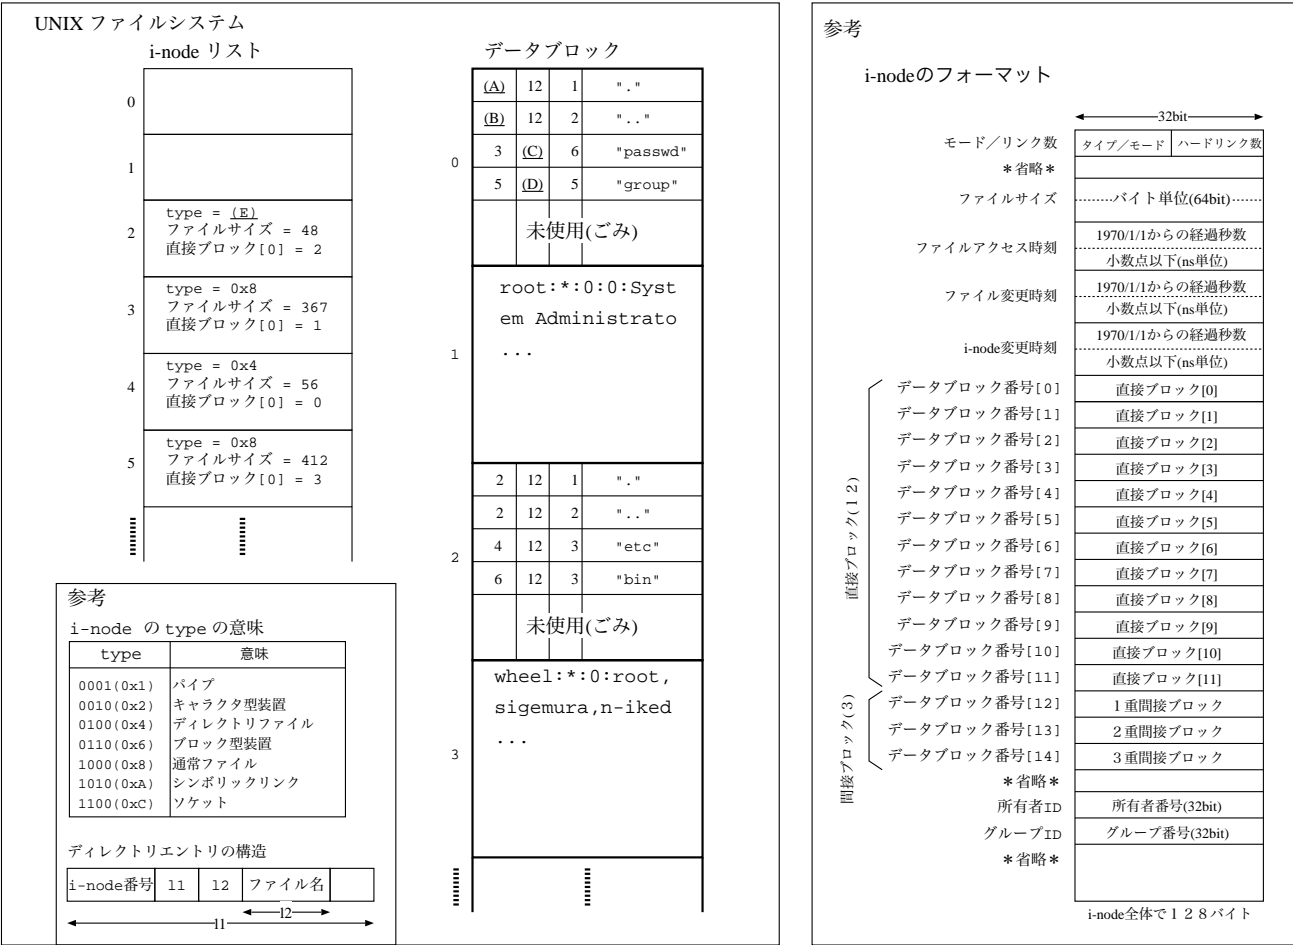 UNIX ファイルシステム
i-node リスト
0
1
2
type = (E)
ファイルサイズ = 48
直接ブロック[0] = 2
3
type = 0x8
ファイルサイズ = 367
直接ブロック[0] = 1
4
type = 0x4
ファイルサイズ = 56
直接ブロック[0] = 0
5
type = 0x8
ファイルサイズ = 412
直接ブロック[0] = 3
データブロック
0
(A) 12 1 "."
(B) 12 2 ".."
3 (C) 6 "passwd"
5 (D) 5 "group"
未使用(ごみ)
1
root:*:0:0:Syst
em Administrato
...
2
2 12 1 "."
2 12 2 ".."
4 12 3 "etc"
6 12 3 "bin"
未使用(ごみ)
3
wheel:*:0:root,
sigemura,n-iked
...
参考
i-node の type の意味
type 意味
0001(0x1) パイプ
0010(0x2) キャラクタ型装置
0100(0x4) ディレクトリファイル
0110(0x6) ブロック型装置
1000(0x8) 通常ファイル
1010(0xA) シンボリックリンク
1100(0xC) ソケット
ディレクトリエントリの構造
i-node番号 l1 l2 ファイル名
l2
l1
参考
i-nodeのフォーマット
32bit
モード/リンク数 タイプ/モード ハードリンク数
*省略*
ファイルサイズ バイト単位(64bit)
ファイルアクセス時刻 1970/1/1からの経過秒数
小数点以下(ns単位)
ファイル変更時刻 1970/1/1からの経過秒数
小数点以下(ns単位)
i-node変更時刻 1970/1/1からの経過秒数
小数点以下(ns単位)
直接ブロック(12)
データブロック番号[0] 直接ブロック[0]
データブロック番号[1] 直接ブロック[1]
データブロック番号[2] 直接ブロック[2]
データブロック番号[3] 直接ブロック[3]
データブロック番号[4] 直接ブロック[4]
データブロック番号[5] 直接ブロック[5]
データブロック番号[6] 直接ブロック[6]
データブロック番号[7] 直接ブロック[7]
データブロック番号[8] 直接ブロック[8]
データブロック番号[9] 直接ブロック[9]
データブロック番号[10] 直接ブロック[10]
データブロック番号[11] 直接ブロック[11]
間接ブロック(3)
データブロック番号[12] 1重間接ブロック
データブロック番号[13] 2重間接ブロック
データブロック番号[14] 3重間接ブロック
*省略*
所有者ID 所有者番号(32bit)
グループID グループ番号(32bit)
*省略*
i-node全体で128バイト